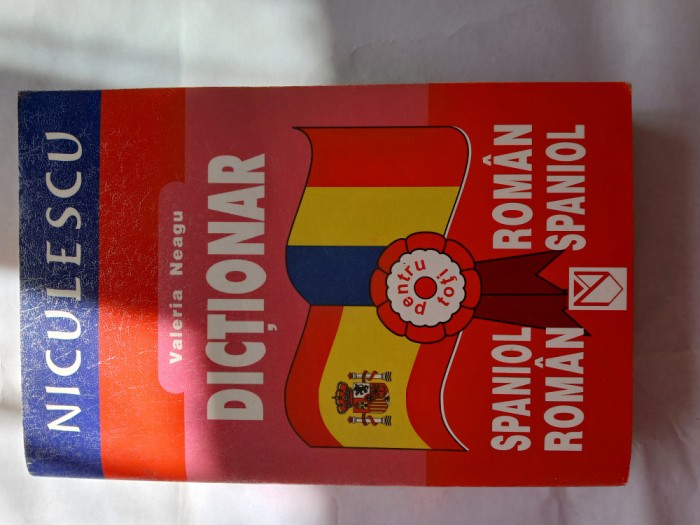 NICULESCU
Valeria Neagu
DICȚIONAR
pentru
toți
SPANIOL
ROMÂN
ROMÂN
SPANIOL